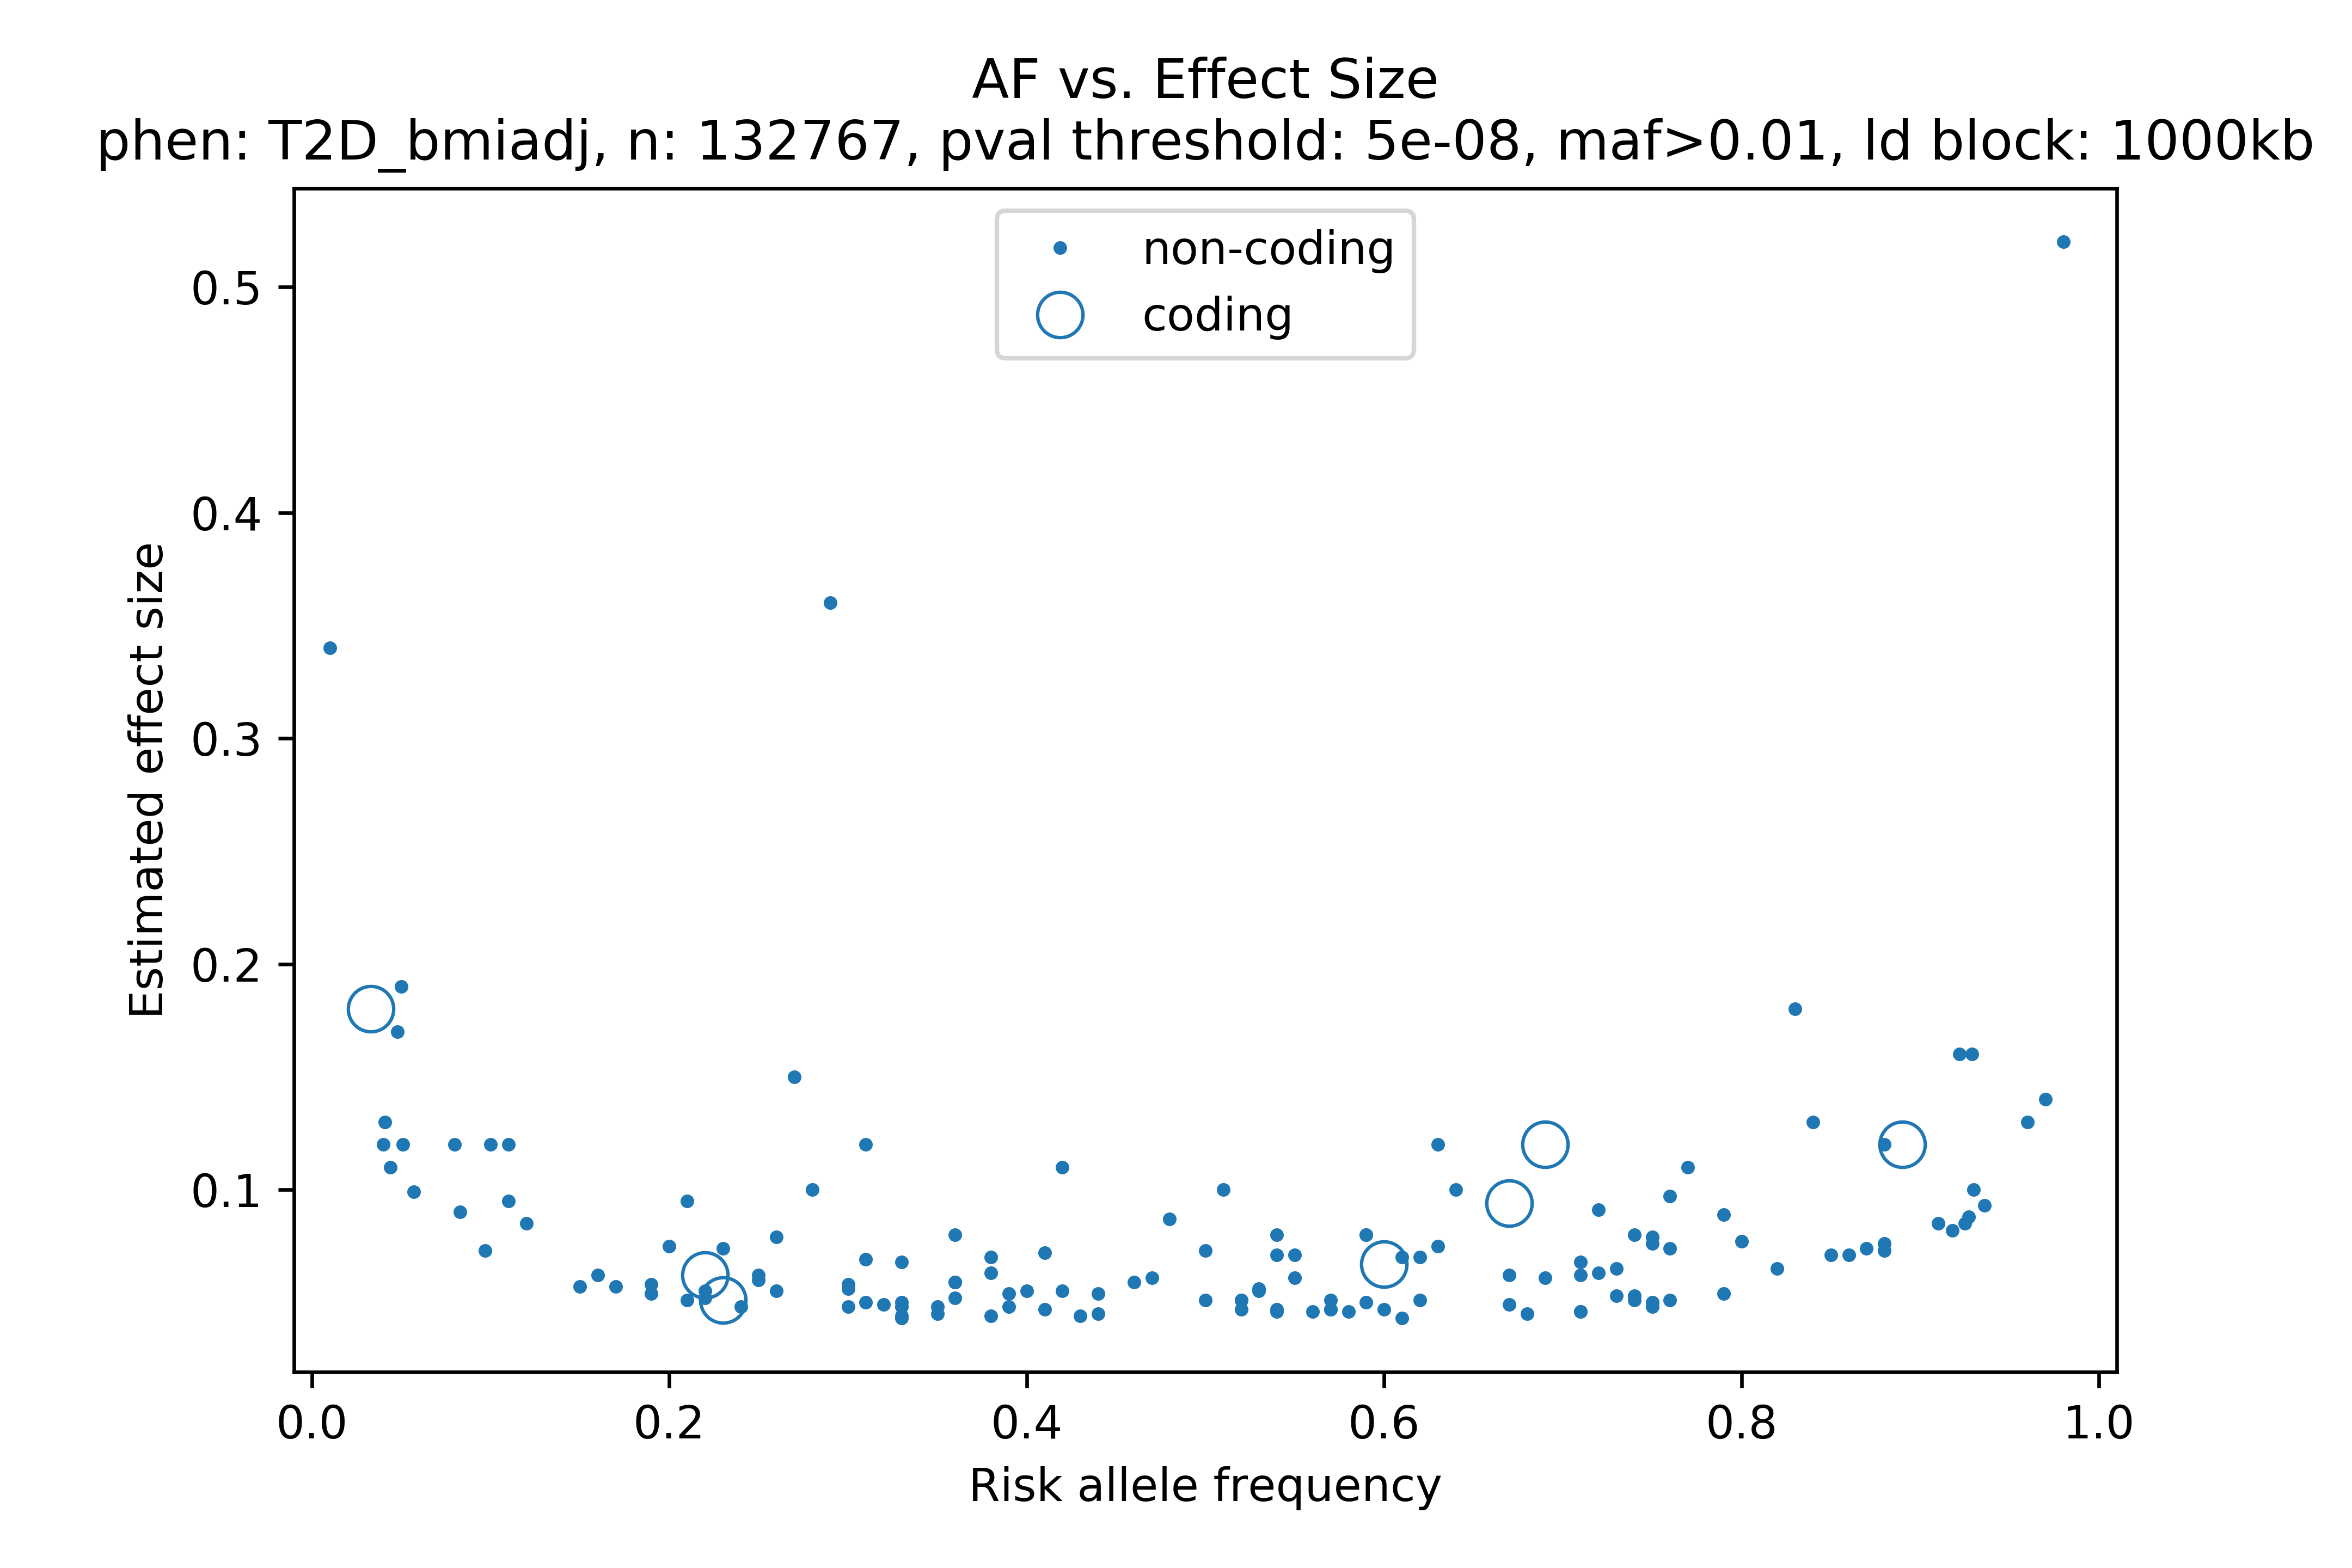 AF vs. Effect Size
phen: T2D_bmiadj, n: 132767, pval threshold: 5e-08, maf>0.01, ld block: 1000kb
non-coding
coding
0.5
0.4
0.3
0.2
0.1
Estimated effect size
0.0 0.2 0.4 0.6 0.8 1.0
Risk allele frequency